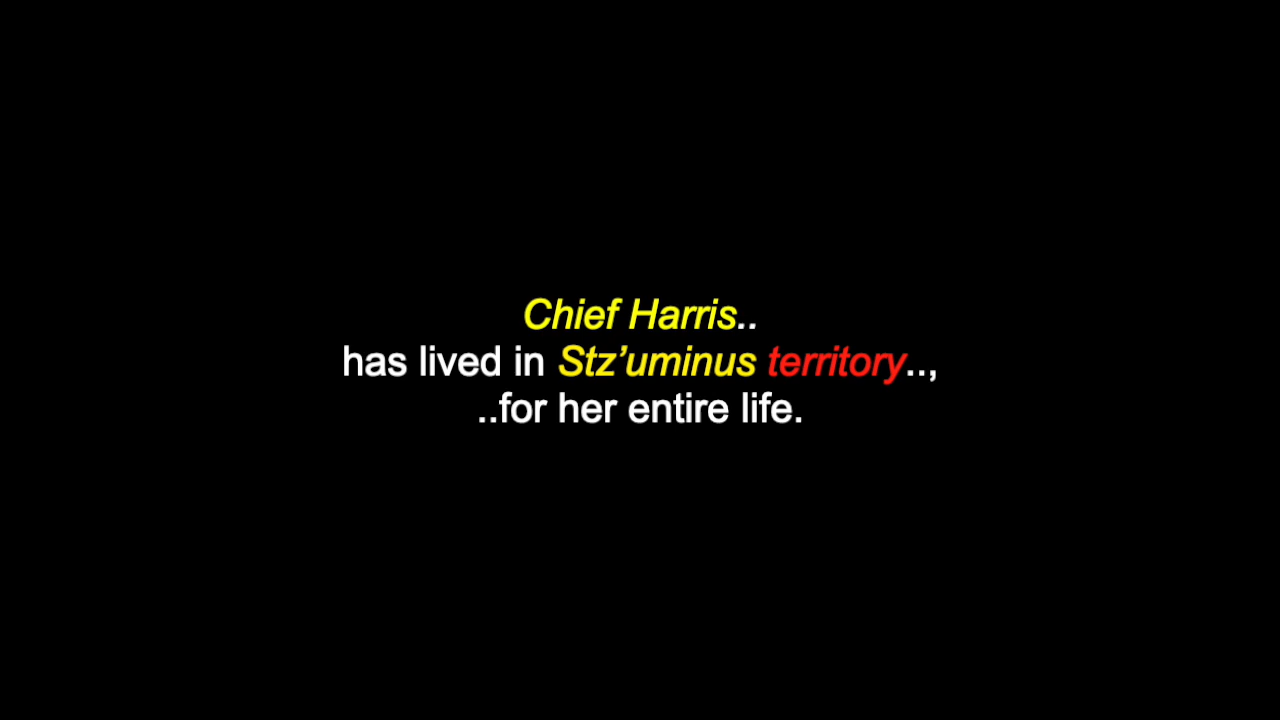 Chief Harris..
has lived in Stz’uminus territory..,
..for her entire life.